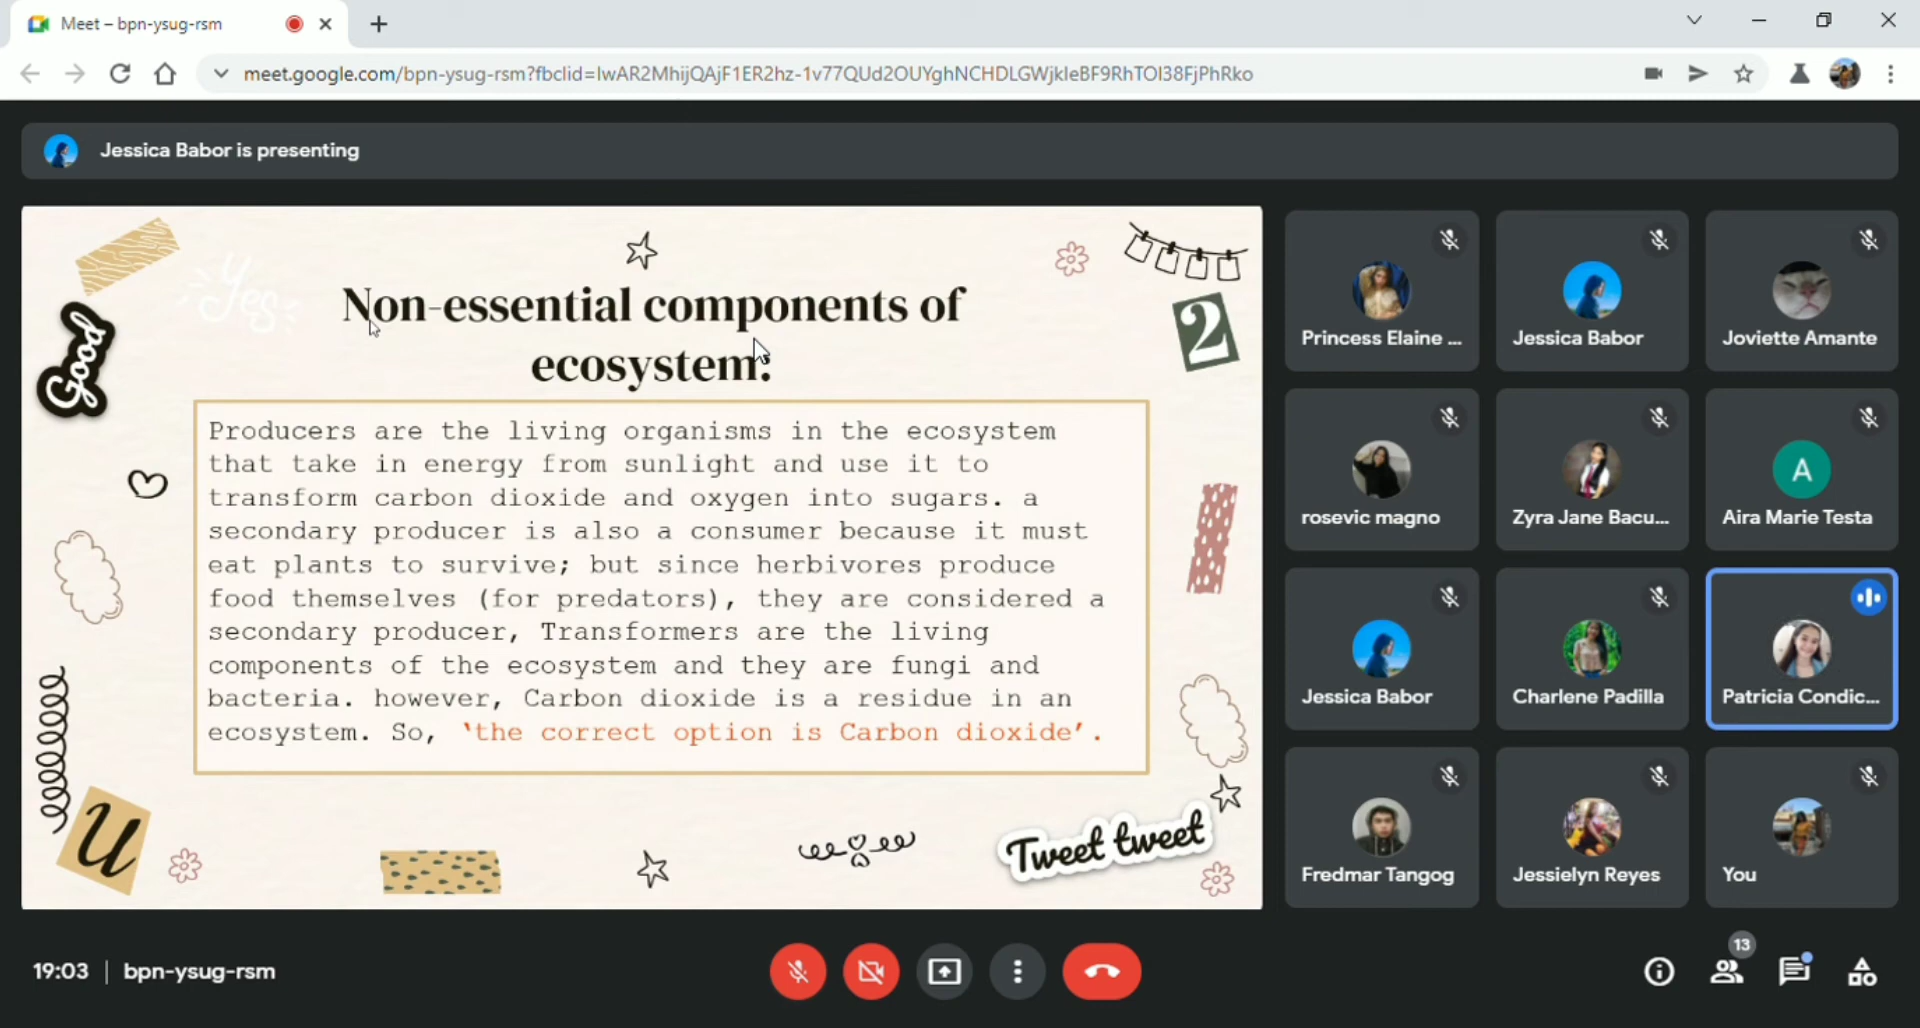 Meet – bpn-ysug-rsm
meet.google.com/bpn-ysug-rsm?fbclid=IwAR2MhijQAjF1ER2hz-1v77QUd2OUYghNCHDLGWjkleBF9RhTOl38FjPhRko
Jessica Babor is presenting
Yes
Good
Non-essential components of
ecosystem:
2
Producers are the living organisms in the ecosystem
that take in energy from sunlight and use it to
transform carbon dioxide and oxygen into sugars. a
secondary producer is also a consumer because it must
eat plants to survive; but since herbivores produce
food themselves (for predators), they are considered a
secondary producer, Transformers are the living
components of the ecosystem and they are fungi and
bacteria. however, Carbon dioxide is a residue in an
ecosystem. So, 'the correct option is Carbon dioxide'.
u
Tweet tweet
Princess Elaine ...
Jessica Babor
Joviette Amante
rosevic magno
Zyra Jane Bacu...
A
Aira Marie Testa
Jessica Babor
Charlene Padilla
Patricia Condic...
Fredmar Tangog
Jessielyn Reyes
You
19:03 | bpn-ysug-rsm
13